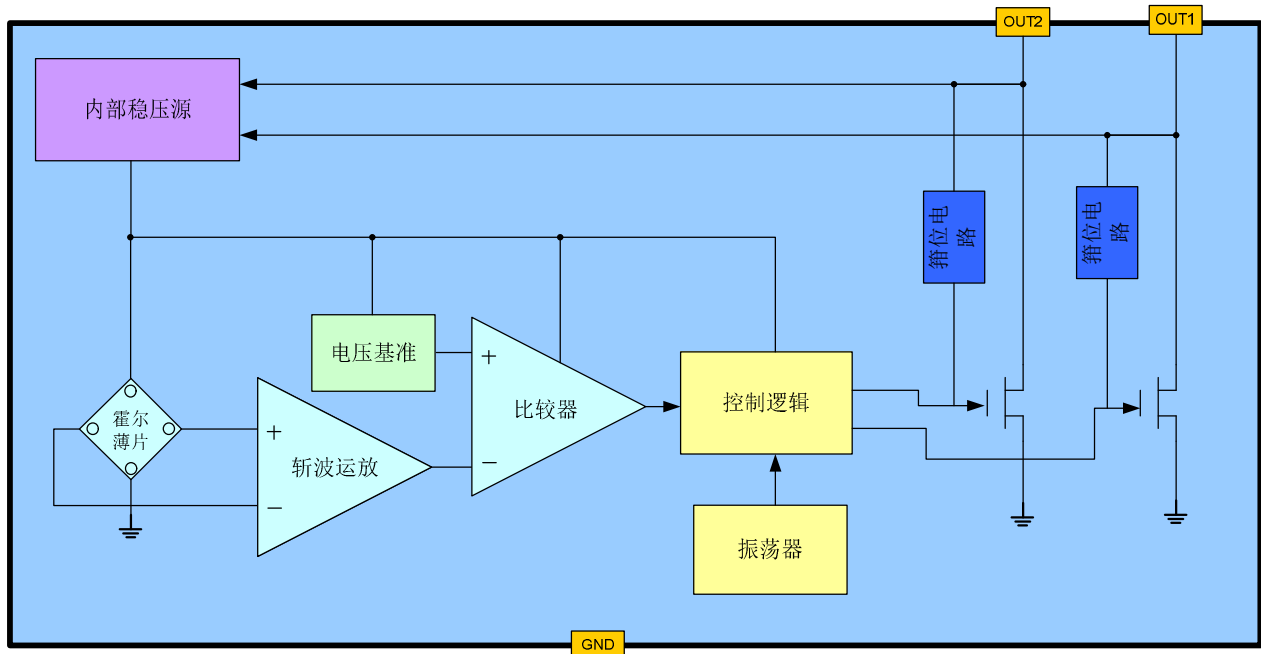 OUT2
OUT1
内部稳压源
箝位电
路
箝位电
路
电压基准
+
−
比较器
控制逻辑
霍尔
薄片
+
−
斩波运放
振荡器
GND